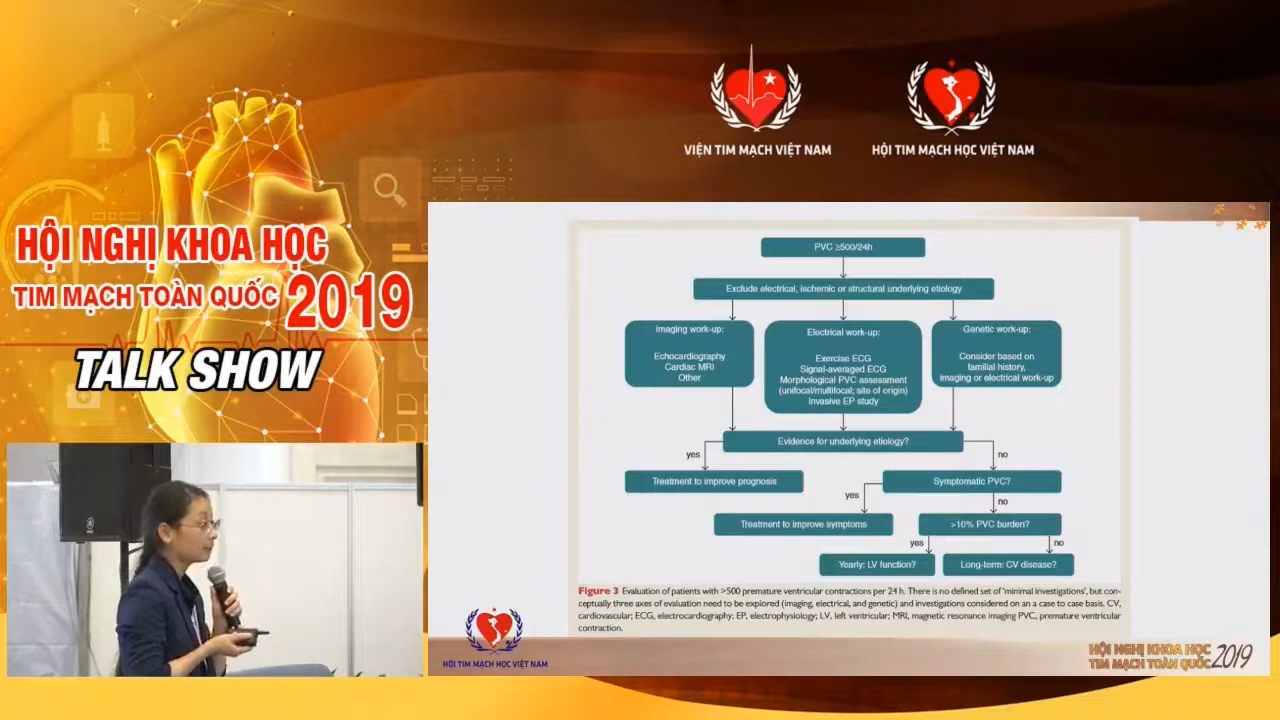 VIỆN TIM MẠCH VIỆT NAM
HỘI TIM MẠCH HỌC VIỆT NAM
HỘI NGHỊ KHOA HỌC
TIM MẠCH TOÀN QUỐC 2019
TALK SHOW
PVC ≥500/24h
Exclude electrical, ischemic or structural underlying etiology
Imaging work-up:
Echocardiography
Cardiac MRI
Other
Electrical work-up:
Exercise ECG
Signal-averaged ECG
Morphological PVC assessment
(unifocal/multifocal; site of origin)
Invasive EP study
Genetic work-up:
Consider based on
familial history,
imaging or electrical work-up
Evidence for underlying etiology?
yes
no
Treatment to improve prognosis
Symptomatic PVC?
yes
no
Treatment to improve symptoms
>10% PVC burden?
yes
no
Yearly: LV function?
Long-term: CV disease?
Figure 3 Evaluation of patients with >500 premature ventricular contractions per 24 h. There is no defined set of ‘minimal investigations’, but con-
ceptually three axes of evaluation need to be explored (imaging, electrical, and genetic) and investigations considered on an a case to case basis. CV,
cardiovascular; ECG, electrocardiography; EP, electrophysiology; LV, left ventricular; MRI, magnetic resonance imaging PVC, premature ventricular
contraction.
HỘI TIM MẠCH HỌC VIỆT NAM
HỘI NGHỊ KHOA HỌC
TIM MẠCH TOÀN QUỐC 2019